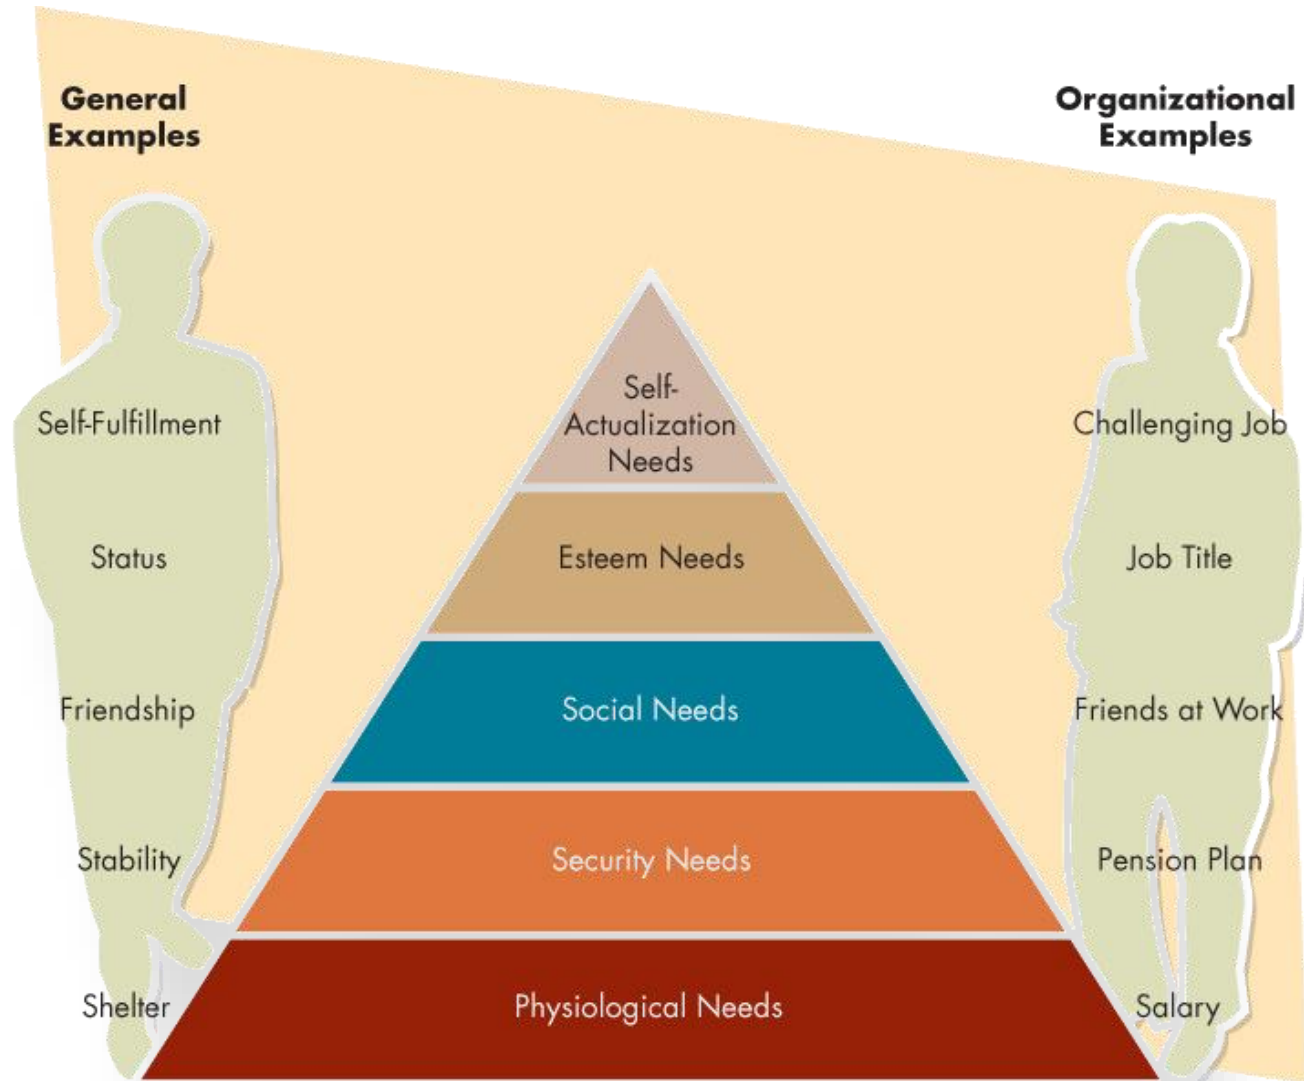 General
Examples
Organizational
Examples
Self-
Actualization
Needs
Self-Fulfillment
Challenging Job
Status
Esteem Needs
Job Title
Friendship
Social Needs
Friends at Work
Stability
Security Needs
Pension Plan
Shelter
Physiological Needs
Salary